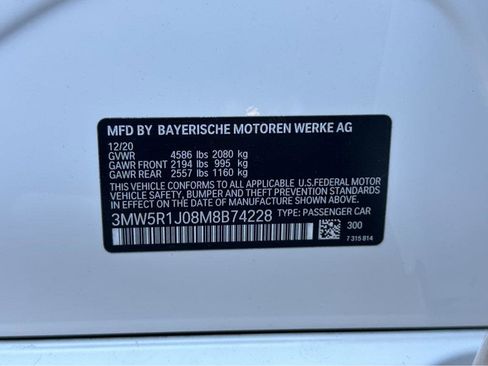 MFD BY BAYERISCHE MOTOREN WERKE AG
12/20
GVWR 4586 lbs 2080 kg
GAWR FRONT 2194 lbs 995 kg
GAWR REAR 2557 lbs 1160 kg
THIS VEHICLE CONFORMS TO ALL APPLICABLE U.S.FEDERAL MOTOR
VEHICLE SAFETY, BUMPER AND THEFT PREVENTION STANDARDS IN
EFFECT ON THE DATE OF MANUFACTURE SHOWN ABOVE.
3MW5R1J08M8B74228 TYPE: PASSENGER CAR
300
7 315 814